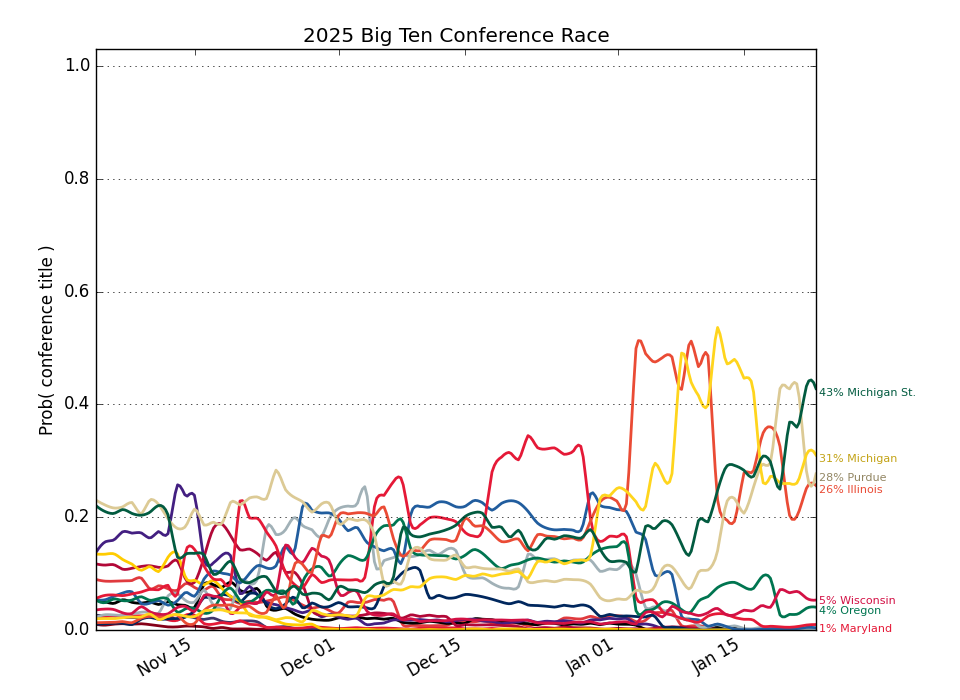 2025 Big Ten Conference Race
1.0
0.8
0.6
0.4
0.2
0.0
Prob( conference title )
43% Michigan St.
31% Michigan
28% Purdue
26% Illinois
5% Wisconsin
4% Oregon
1% Maryland
Nov 15
Dec 01
Dec 15
Jan 01
Jan 15